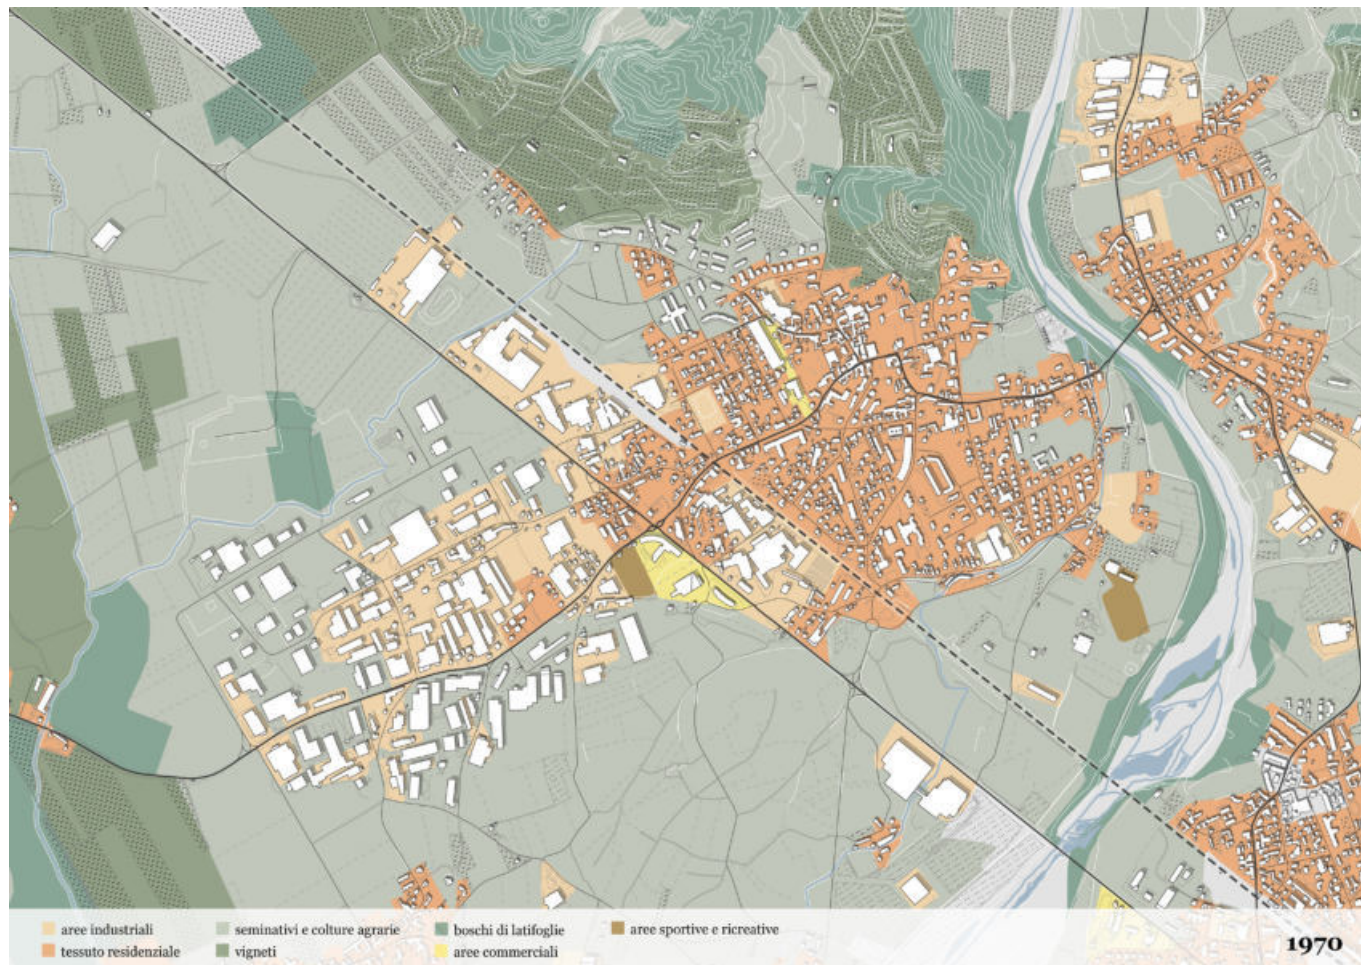 aree industriali
tessuto residenziale
seminativi e colture agrarie
vigneti
boschi di latifoglie
aree commerciali
aree sportive e ricreative
1970